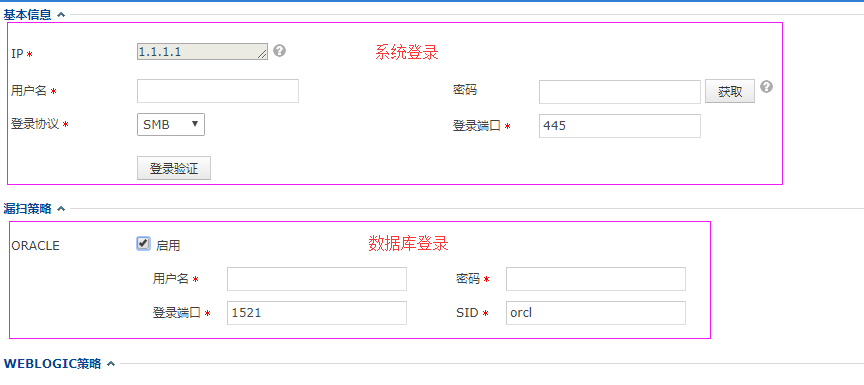 基本信息
IP * 1.1.1.1 ? 系统登录
用户名 * 密码 获取 ?
登录协议 * SMB 登录端口 * 445
登录验证
漏扫策略
ORACLE 启用 数据库登录
用户名 * 密码 *
登录端口 * 1521 SID * orcl
WEBLOGIC策略